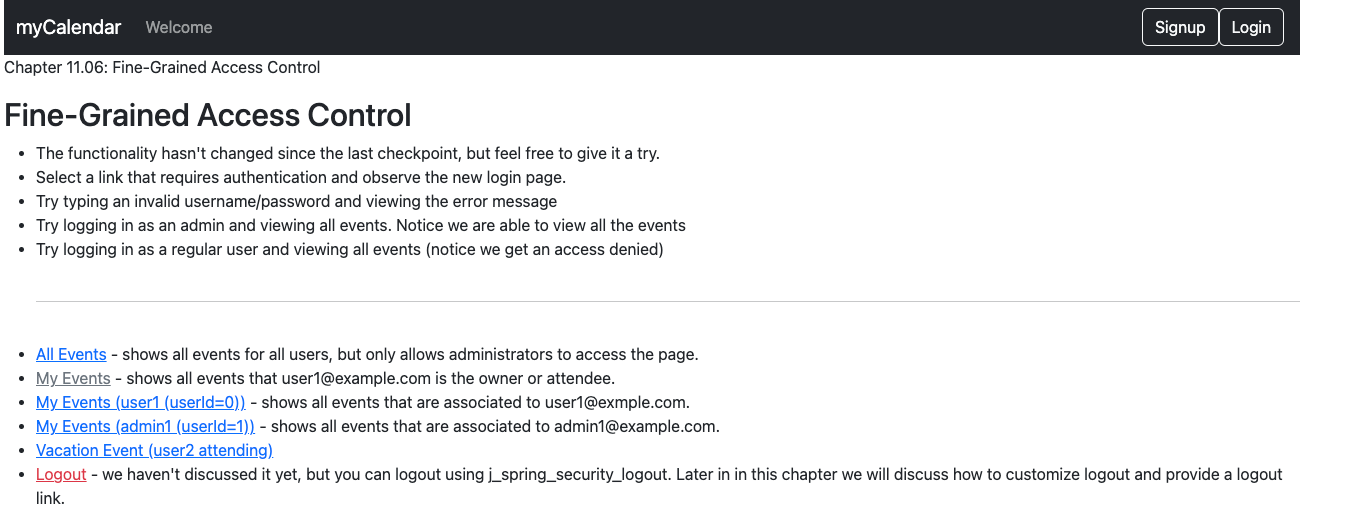 myCalendar Welcome Signup Login
Chapter 11.06: Fine-Grained Access Control
Fine-Grained Access Control
• The functionality hasn't changed since the last checkpoint, but feel free to give it a try.
• Select a link that requires authentication and observe the new login page.
• Try typing an invalid username/password and viewing the error message
• Try logging in as an admin and viewing all events. Notice we are able to view all the events
• Try logging in as a regular user and viewing all events (notice we get an access denied)
• All Events - shows all events for all users, but only allows administrators to access the page.
• My Events - shows all events that user1@example.com is the owner or attendee.
• My Events (user1 (userId=0)) - shows all events that are associated to user1@exmple.com.
• My Events (admin1 (userId=1)) - shows all events that are associated to admin1@example.com.
• Vacation Event (user2 attending)
• Logout - we haven't discussed it yet, but you can logout using j_spring_security_logout. Later in in this chapter we will discuss how to customize logout and provide a logout
link.